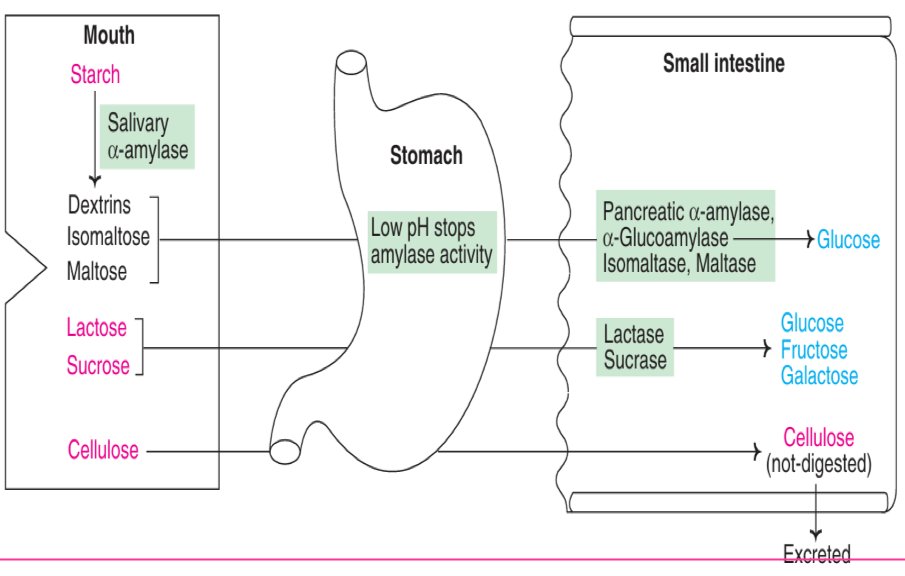 Mouth
Starch
Salivary
α-amylase
Dextrins
Isomaltose
Maltose
Lactose
Sucrose
Cellulose
Stomach
Low pH stops
amylase activity
Small intestine
Pancreatic α-amylase,
α-Glucoamylase
Isomaltase, Maltase
Glucose
Lactase
Sucrase
Glucose
Fructose
Galactose
Cellulose
(not-digested)
Excreted